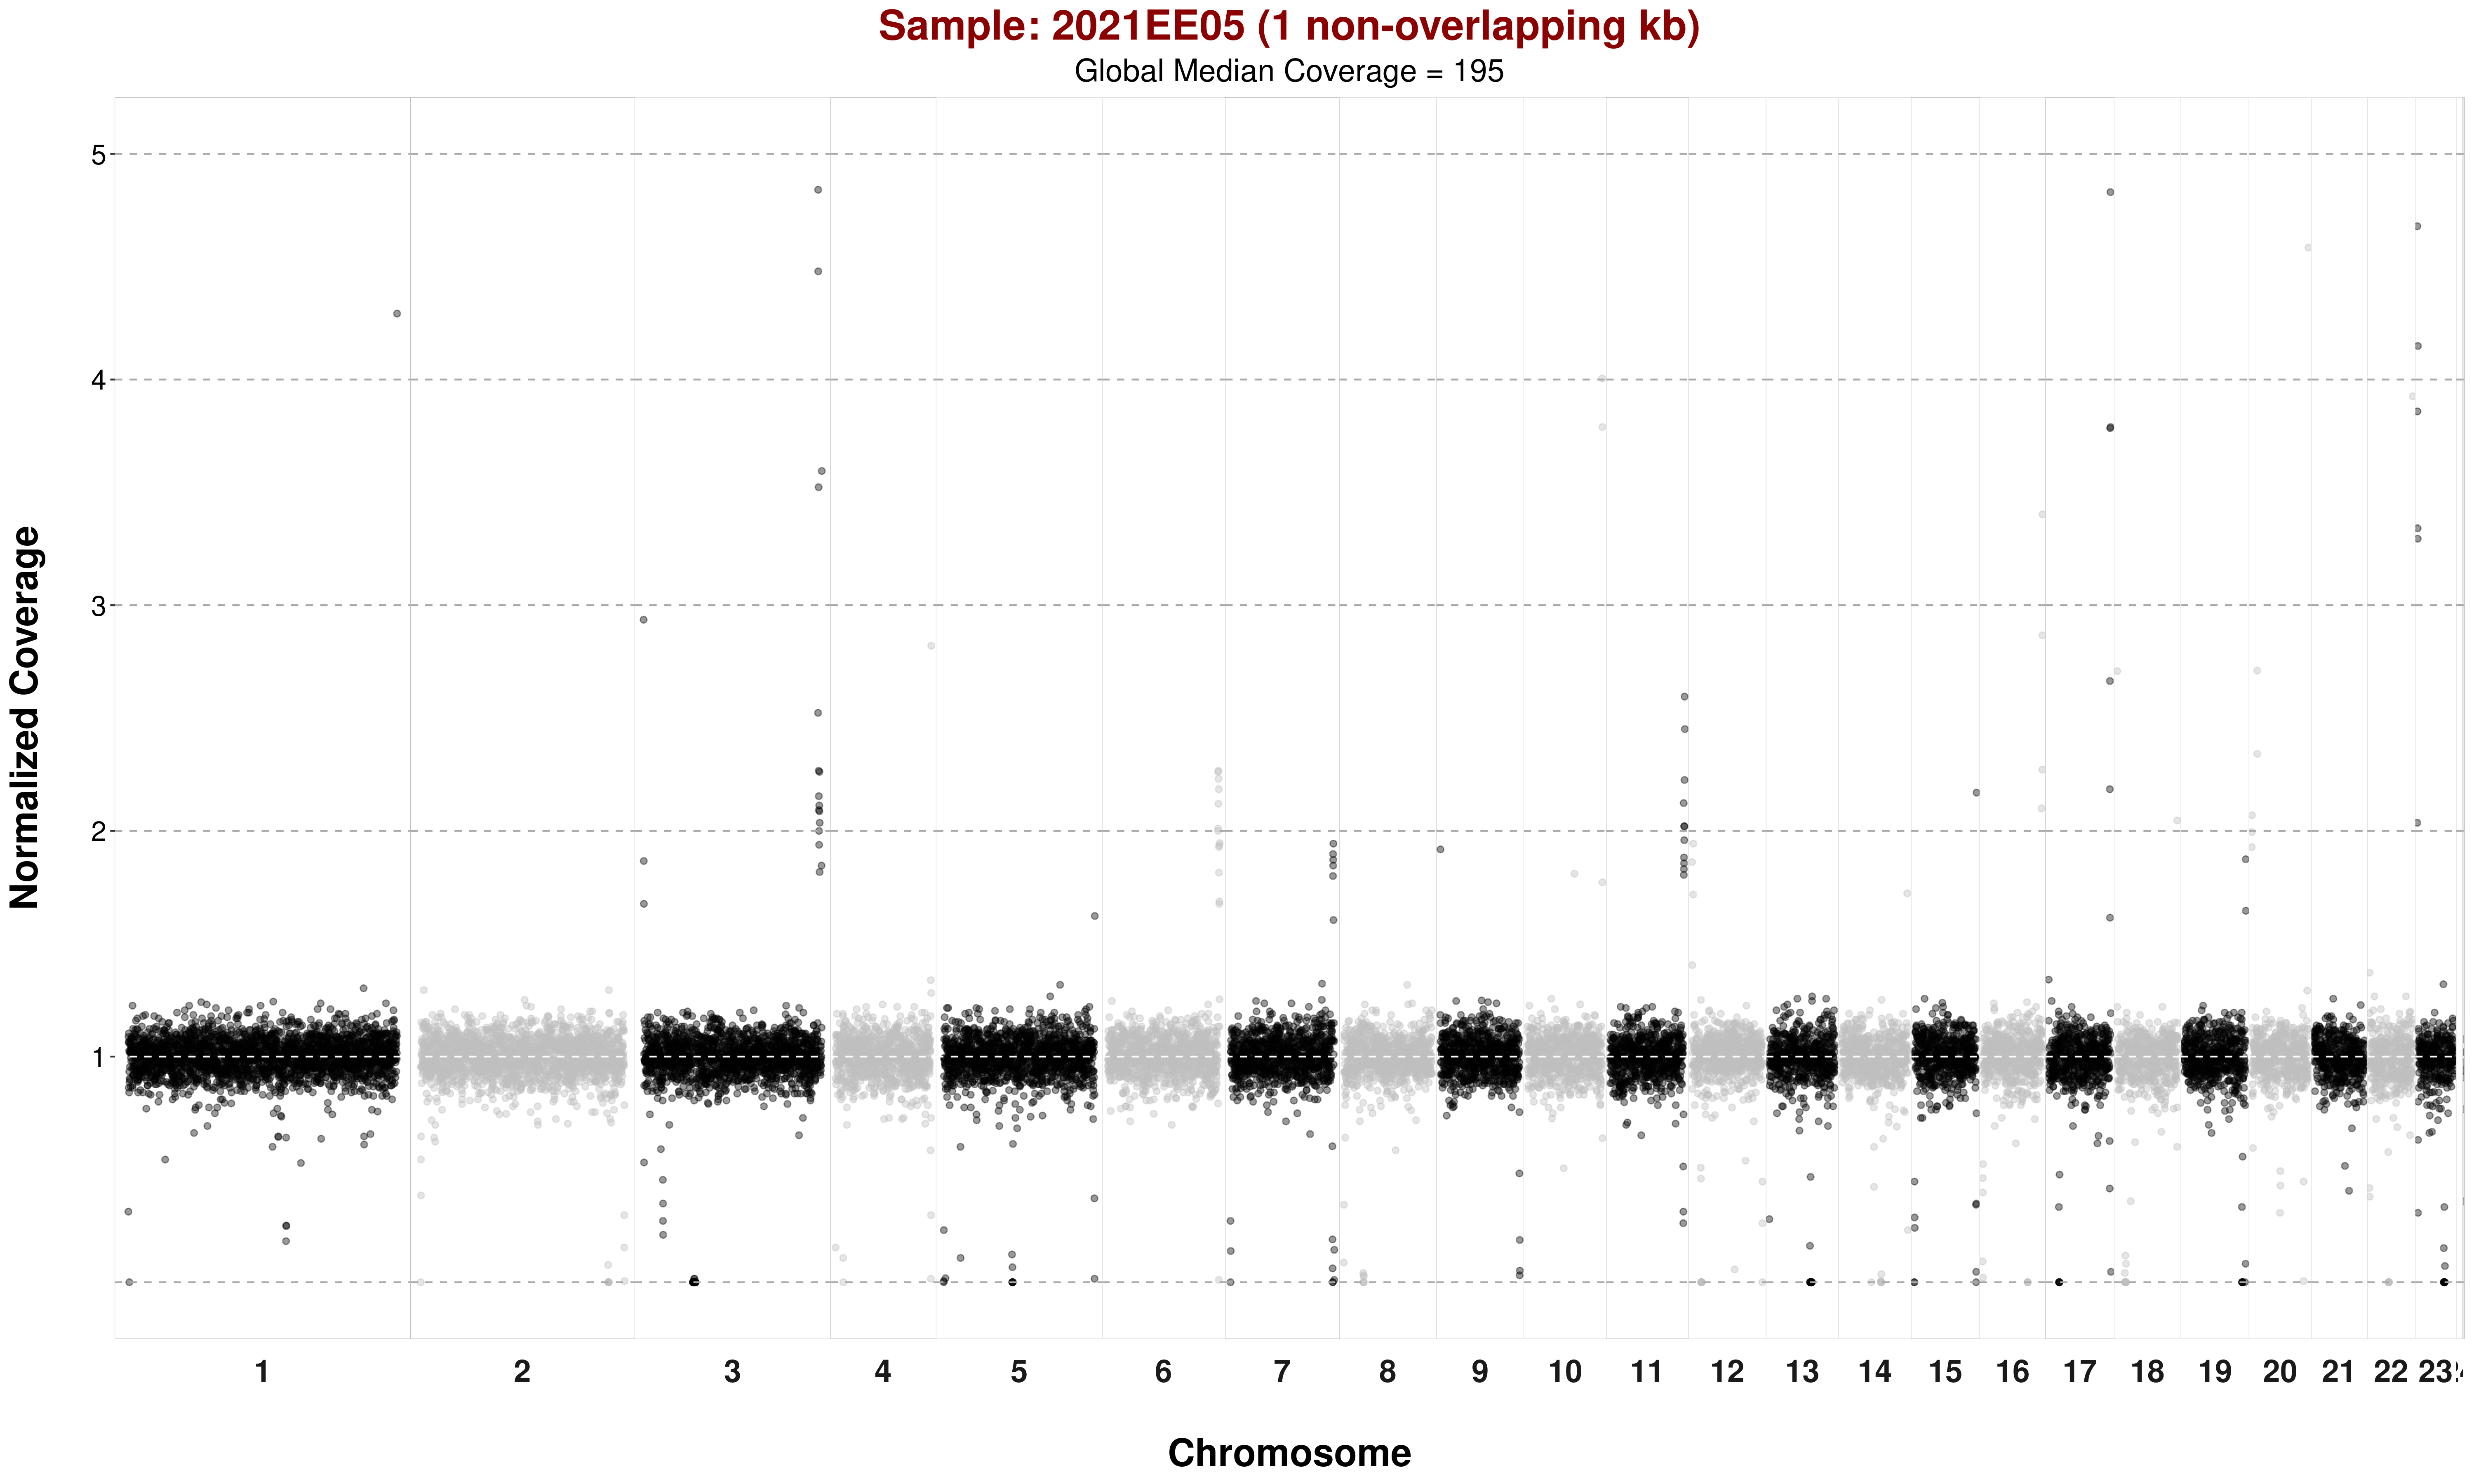 Sample: 2021EE05 (1 non-overlapping kb)
Global Median Coverage = 195
Normalized Coverage
5
4
3
2
1
1 2 3 4 5 6 7 8 9 10 11 12 13 14 15 16 17 18 19 20 21 22 23
Chromosome